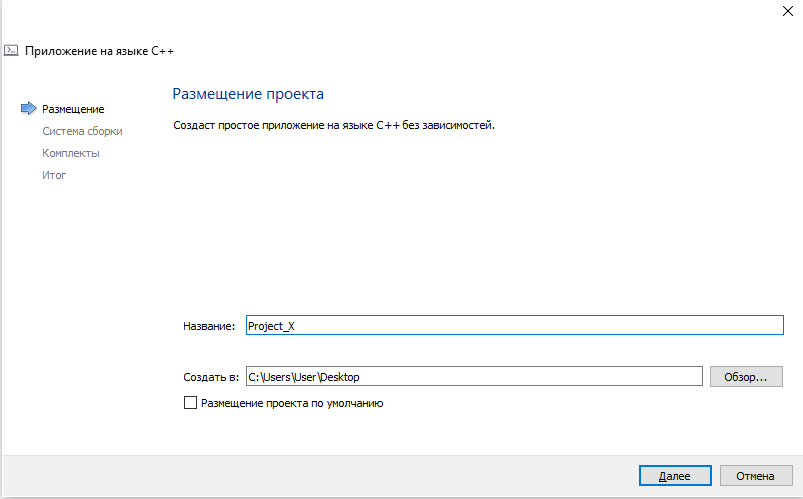 Приложение на языке C++
Размещение
Система сборки
Комплекты
Итог
Размещение проекта
Создаст простое приложение на языке C++ без зависимостей.
Название: Project_X
Создать в: C:\Users\User\Desktop Обзор...
Размещение проекта по умолчанию
Далее Отмена